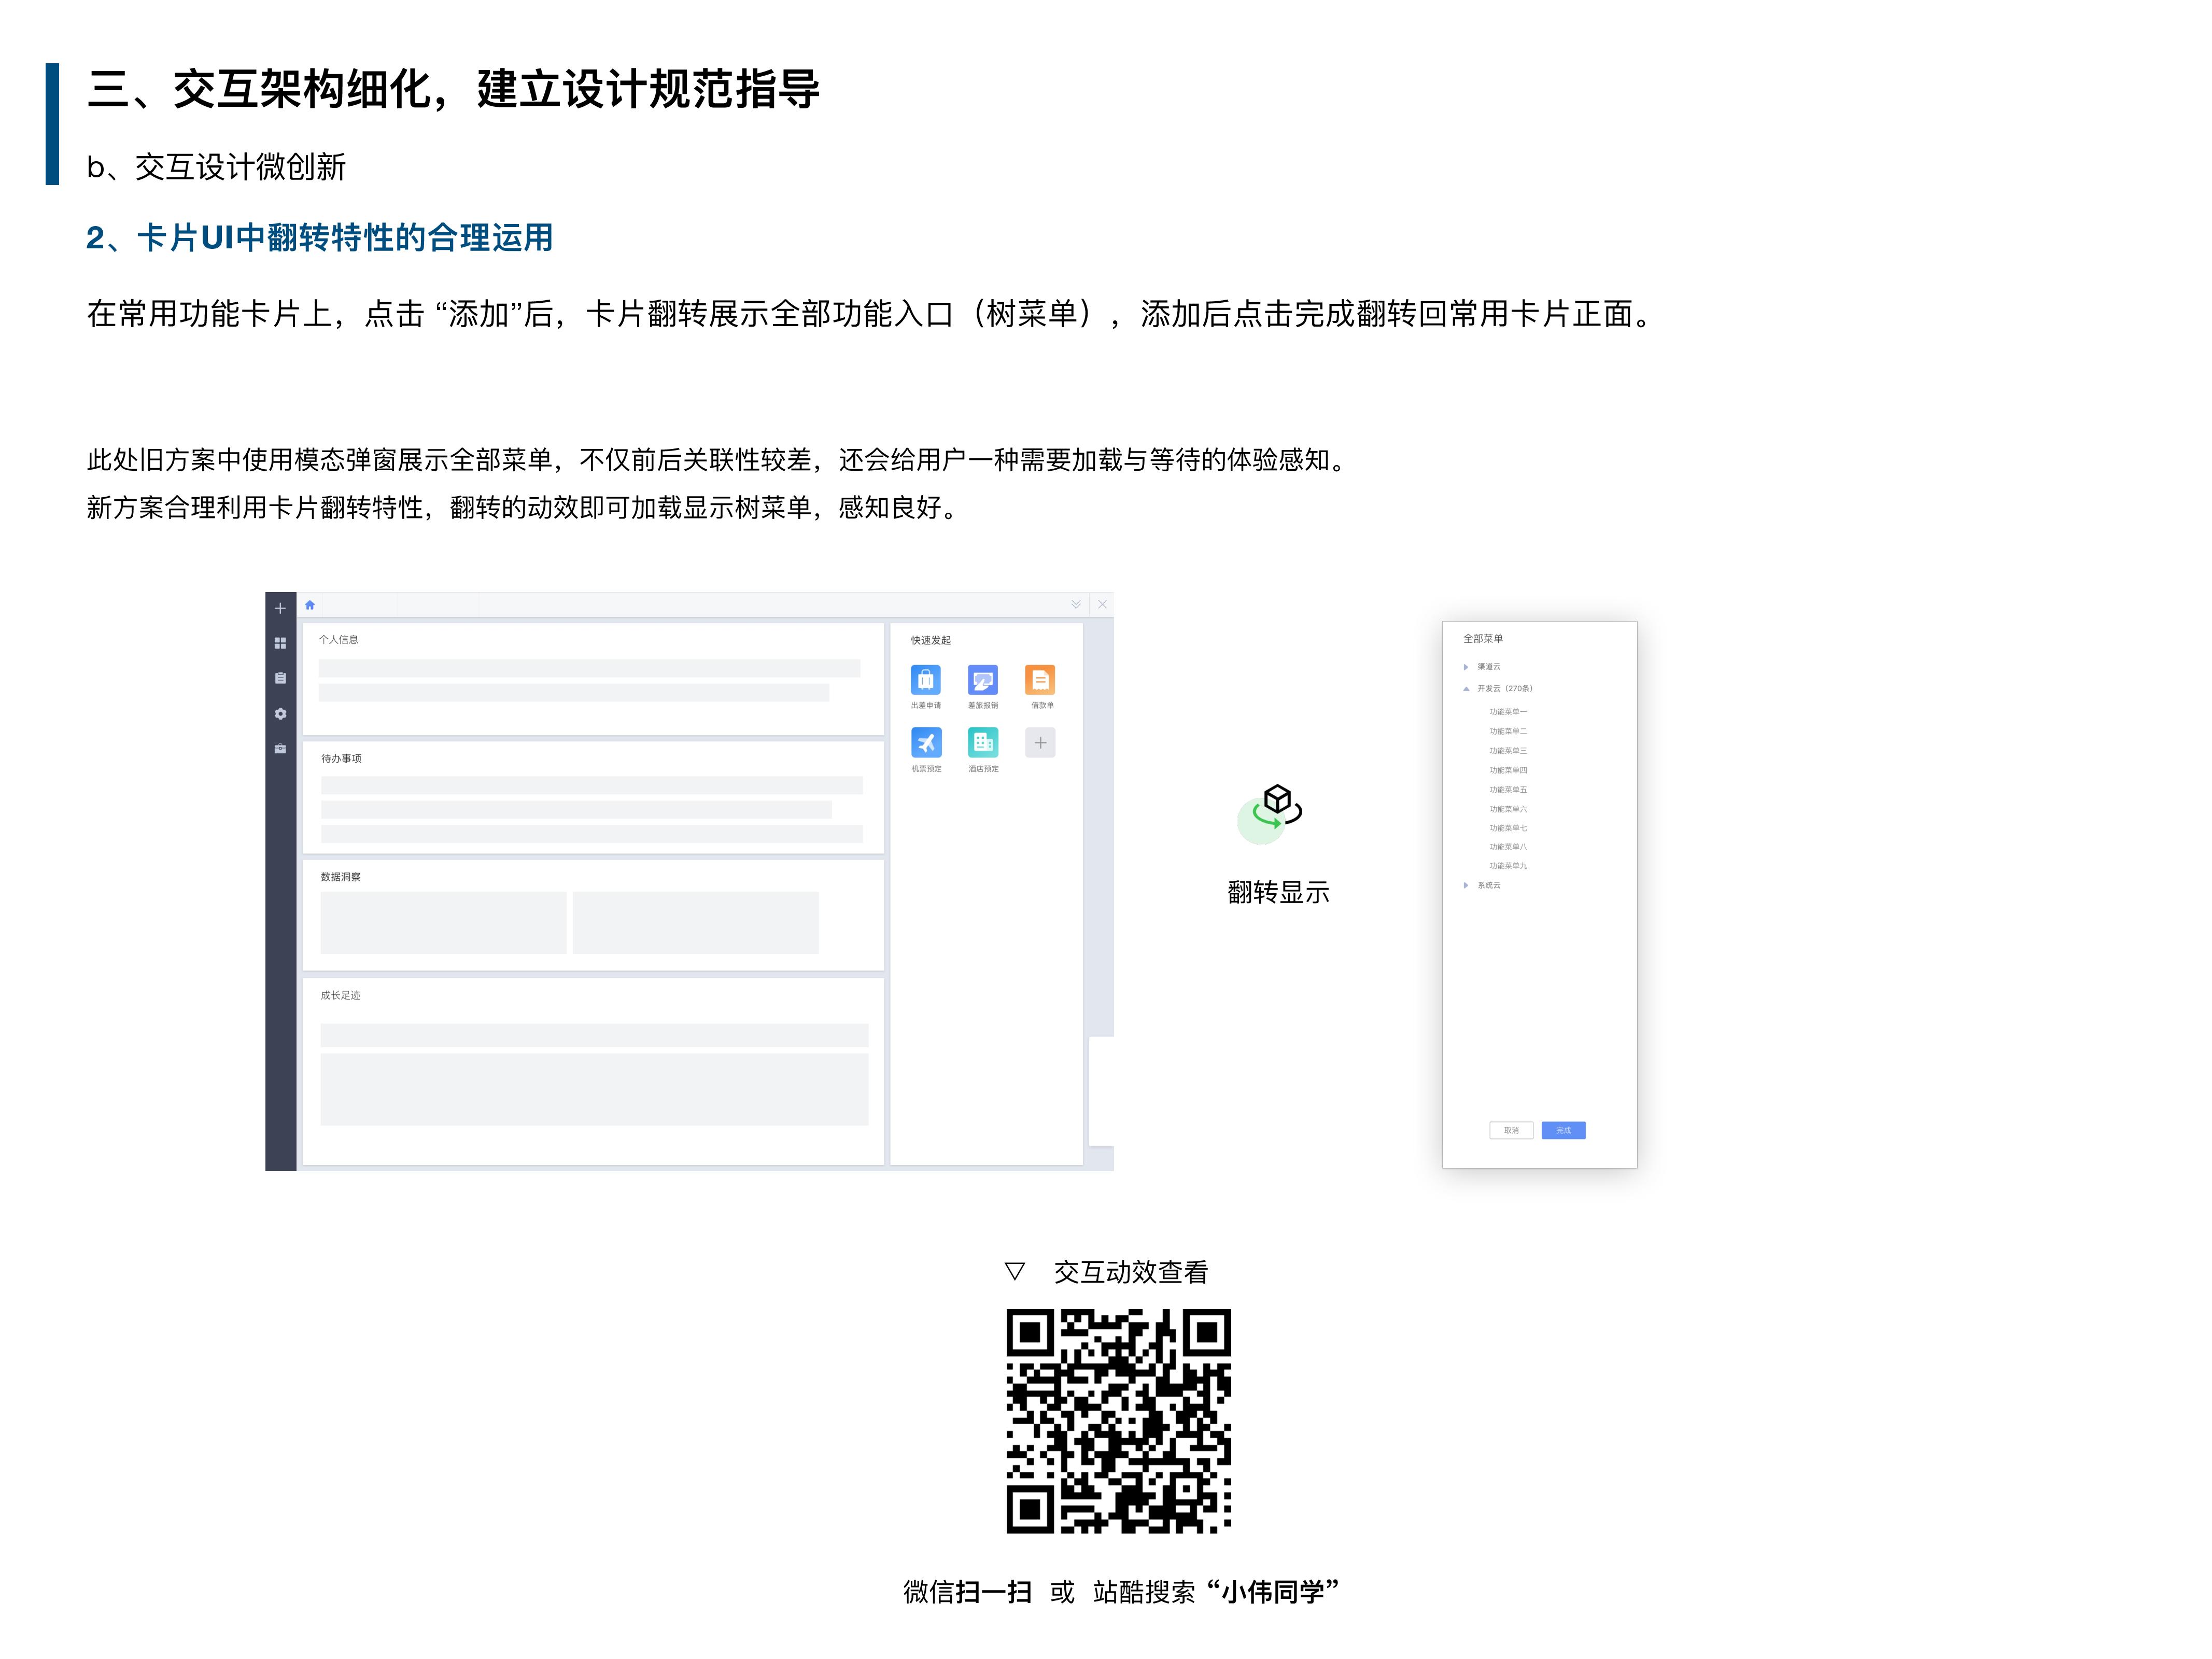 三、交互架构细化，建立设计规范指导
b、交互设计微创新
2、卡片UI中翻转特性的合理运用
在常用功能卡片上，点击 “添加”后，卡片翻转展示全部功能入口（树菜单），添加后点击完成翻转回常用卡片正面。
此处旧方案中使用模态弹窗展示全部菜单，不仅前后关联性较差，还会给用户一种需要加载与等待的体验感知。
新方案合理利用卡片翻转特性，翻转的动效即可加载显示树菜单，感知良好。
个人信息
待办事项
数据洞察
成长足迹
快速发起
出差申请 差旅报销 借款单
机票预定 酒店预定
翻转显示
全部菜单
渠道云
开发云（270条）
功能菜单一
功能菜单二
功能菜单三
功能菜单四
功能菜单五
功能菜单六
功能菜单七
功能菜单八
功能菜单九
系统云
取消 完成
▽ 交互动效查看
微信扫一扫 或 站酷搜索 “小伟同学”